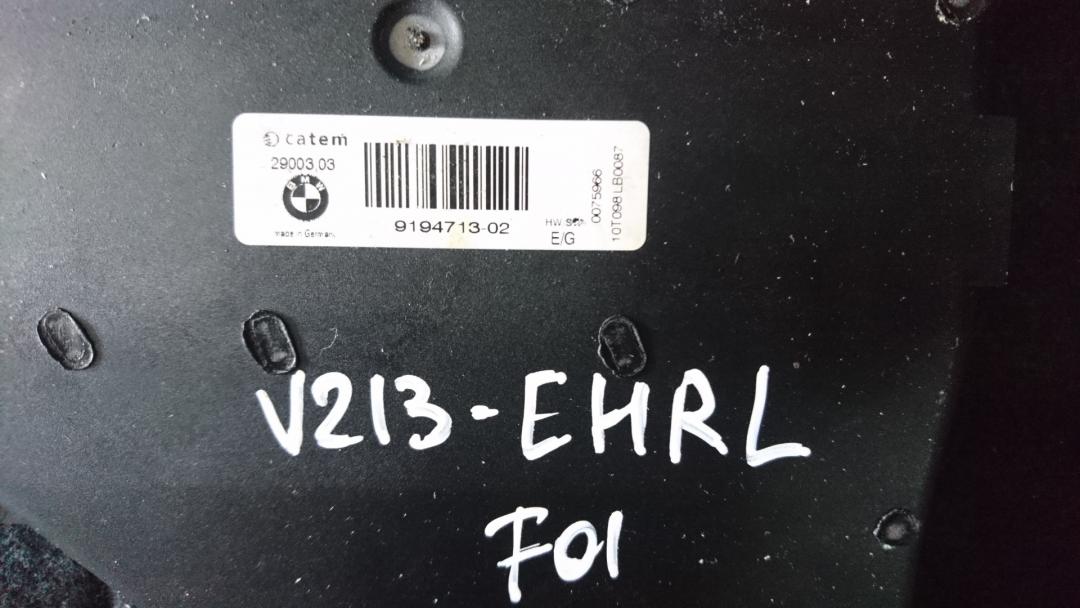 catem
29003.03
BMW
made in Germany
9194713-02
HW SW
E/G
0075966
10T098 LB0087
V213-EHRL
F01